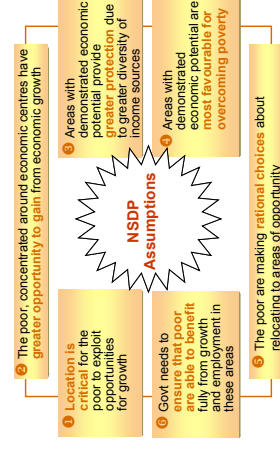 NSDP
Assumptions
1 Location is
critical for the
poor to exploit
opportunities
for growth
2 The poor, concentrated around economic centres have
greater opportunity to gain from economic growth
3 Areas with
demonstrated economic
potential provide
greater protection due
to greater diversity of
income sources
4 Areas with
demonstrated
economic potential are
most favourable for
overcoming poverty
5 The poor are making rational choices about
relocating to areas of opportunity
6 Govt needs to
ensure that poor
are able to benefit
fully from growth
and employment in
these areas